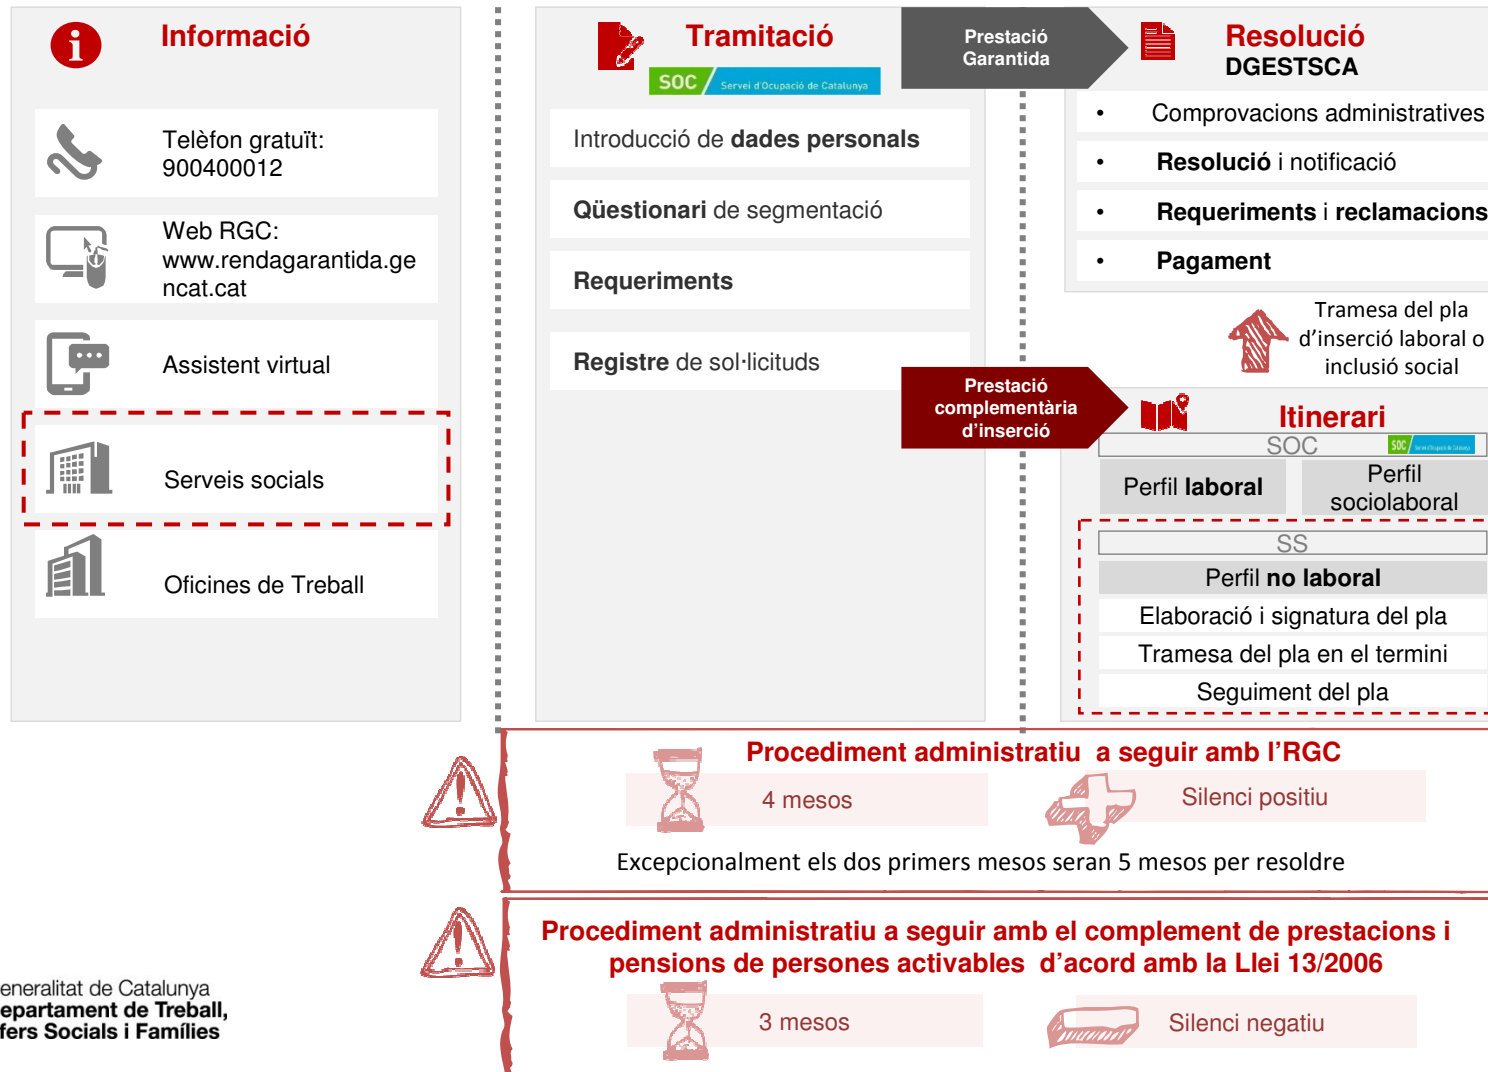 Informació
Telèfon gratuït:
900400012
Web RGC:
www.rendagarantida.ge
ncat.cat
Assistent virtual
Serveis socials
Oficines de Treball
Tramitació
SOC Servei d'Ocupació de Catalunya
Introducció de dades personals
Qüestionari de segmentació
Requeriments
Registre de sol·licituds
Prestació
Garantida
Prestació
complementària
d'inserció
Resolució
DGESTSCA
• Comprovacions administratives
• Resolució i notificació
• Requeriments i reclamacions
• Pagament
Tramesa del pla
d'inserció laboral o
inclusió social
Itinerari
SOC
SOC Servei d'Ocupació de Catalunya
Perfil laboral
Perfil
sociolaboral
SS
Perfil no laboral
Elaboració i signatura del pla
Tramesa del pla en el termini
Seguiment del pla
Procediment administratiu a seguir amb l'RGC
4 mesos
Silenci positiu
Excepcionalment els dos primers mesos seran 5 mesos per resoldre
Procediment administratiu a seguir amb el complement de prestacions i
pensions de persones activables d'acord amb la Llei 13/2006
3 mesos
Silenci negatiu
eneralitat de Catalunya
epartament de Treball,
fers Socials i Famílies